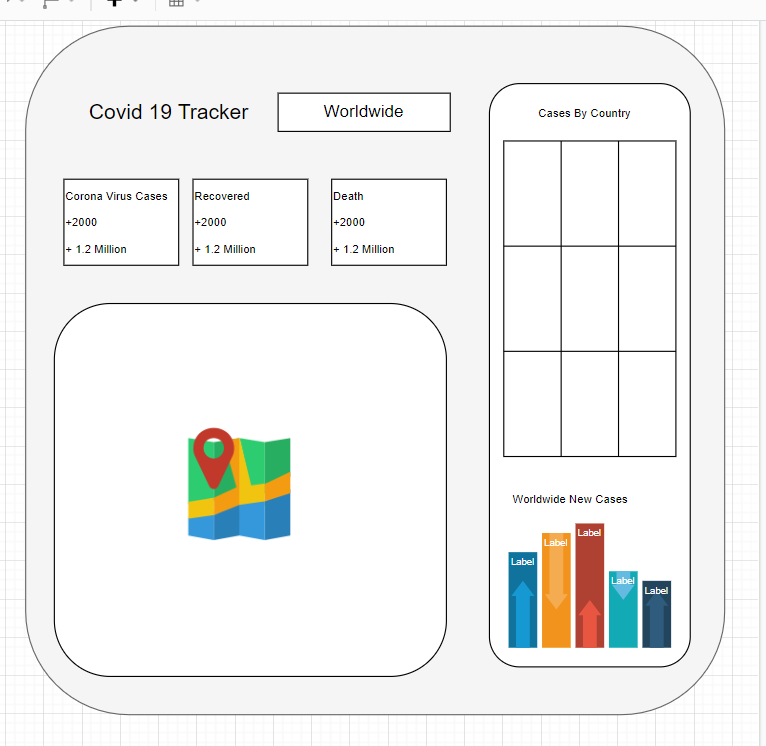 Covid 19 Tracker
Worldwide
Corona Virus Cases
+2000
+ 1.2 Million
Recovered
+2000
+ 1.2 Million
Death
+2000
+ 1.2 Million
Cases By Country
Worldwide New Cases
Label
Label
Label
Label
Label